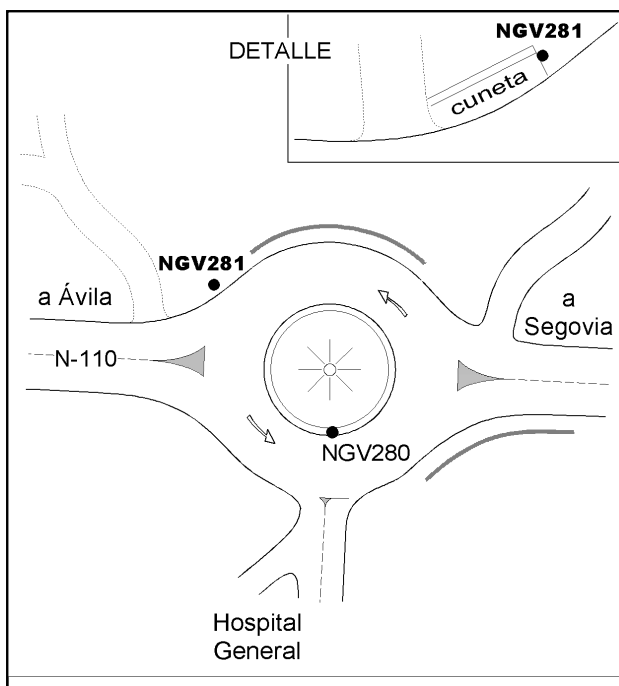 DETALLE
NGV281
cuneta
NGV281
a Ávila
a
Segovia
N-110
NGV280
Hospital
General